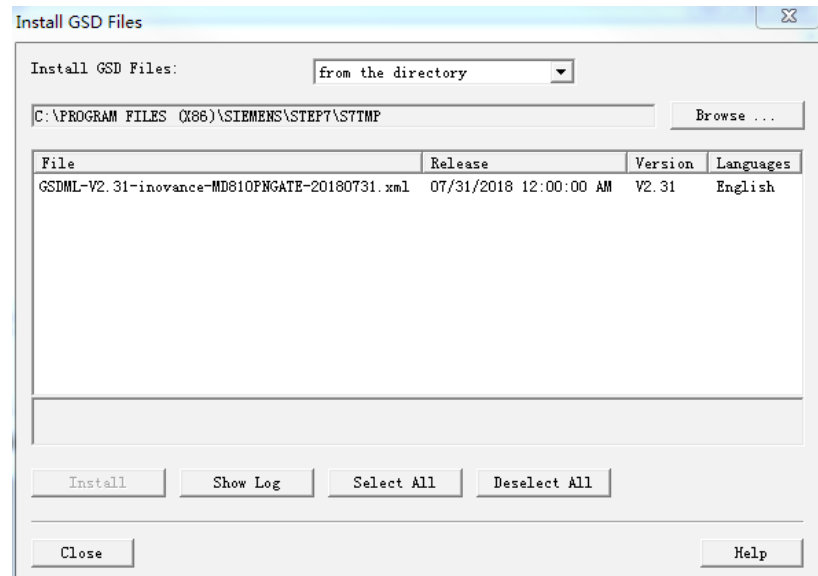 Install GSD Files
Install GSD Files: from the directory
C:\PROGRAM FILES (X86)\SIEMENS\STEP7\S7TMP Browse ...
File Release Version Languages
GSDML-V2.31-inovance-MD810PNGATE-20180731.xml 07/31/2018 12:00:00 AM V2.31 English
Install Show Log Select All Deselect All
Close Help